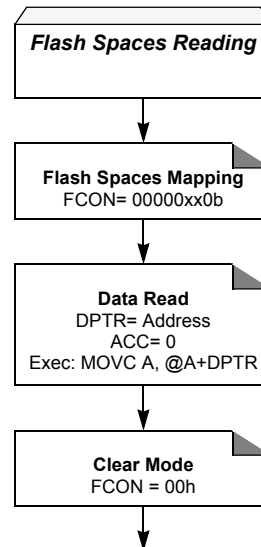 Flash Spaces Reading
Flash Spaces Mapping
FCON= 00000xx0b
Data Read
DPTR= Address
ACC= 0
Exec: MOVC A, @A+DPTR
Clear Mode
FCON = 00h